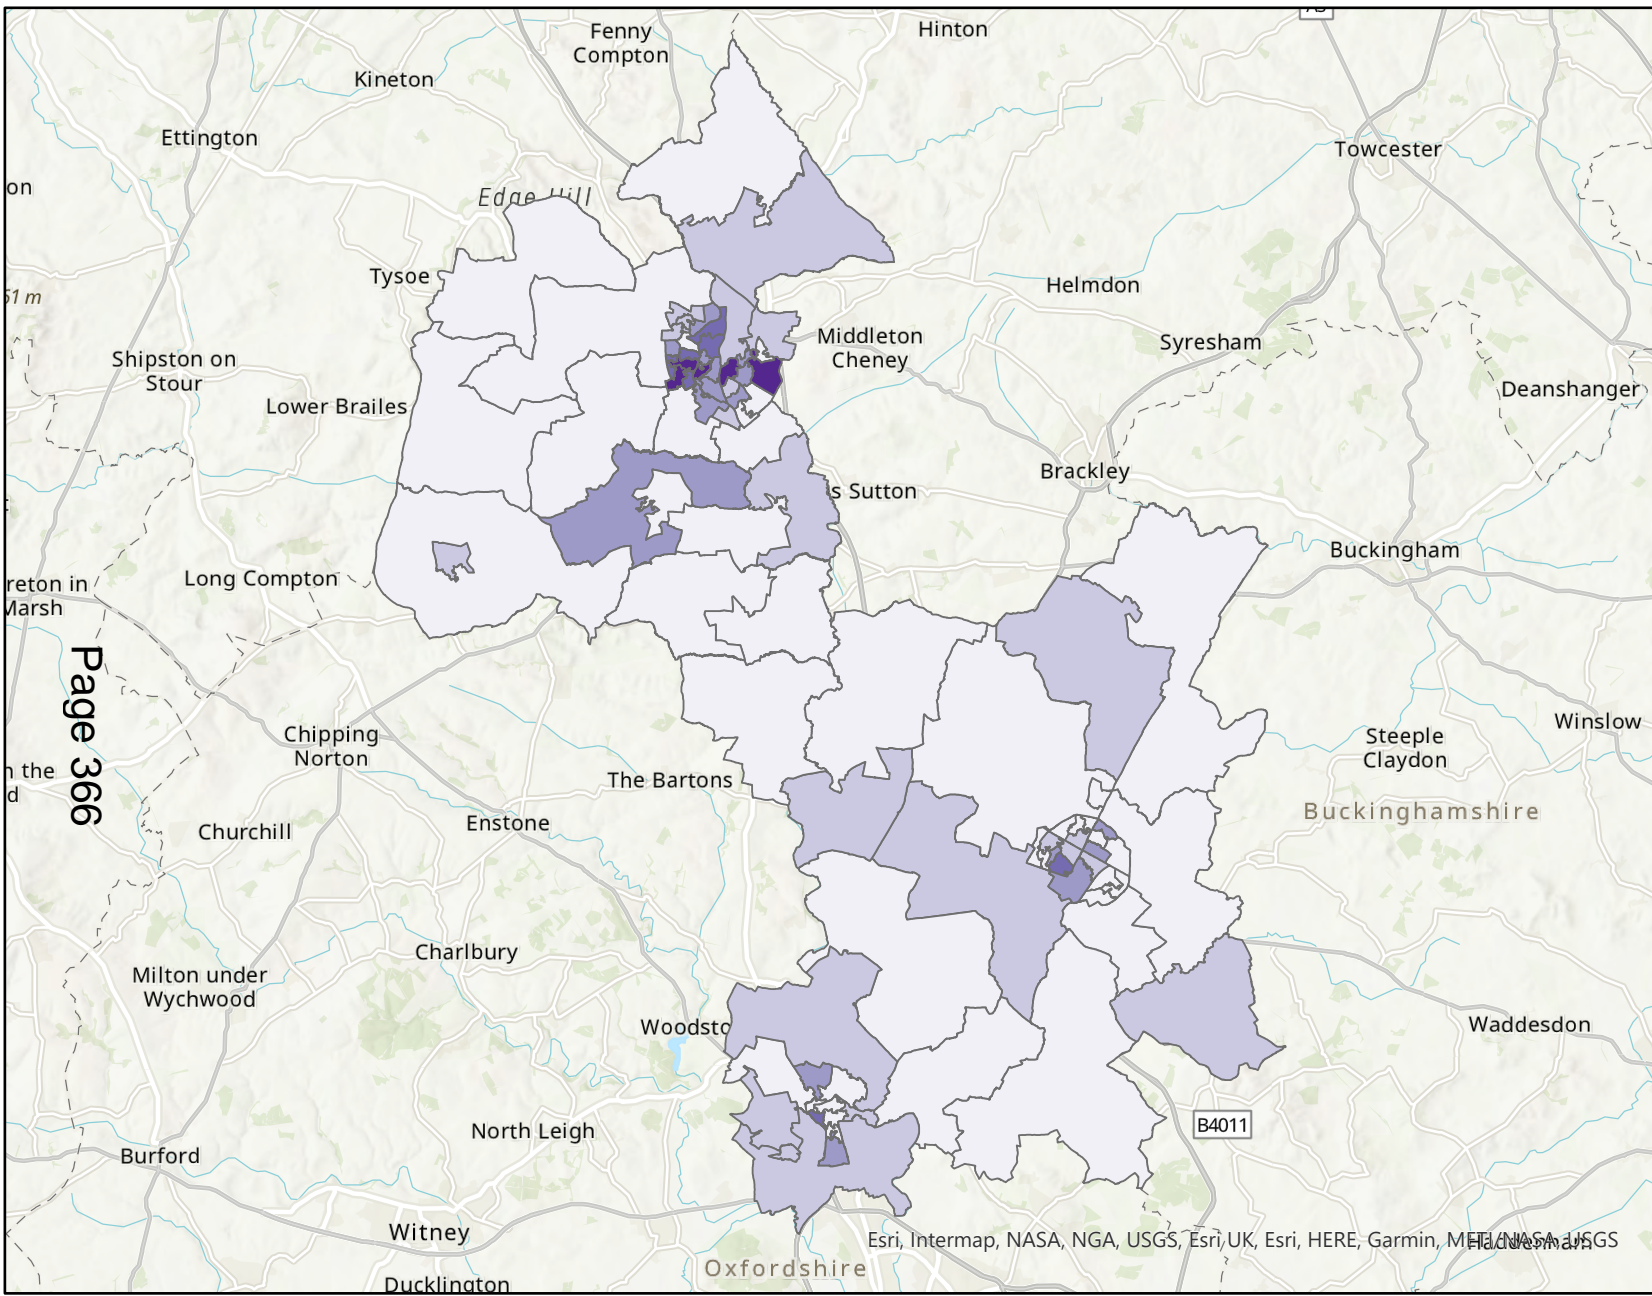 A5
Fenny
Compton
Hinton
Kineton
Ettington
Towcester
on
Edge Hill
Tysoe
Helmdon
51 m
Middleton
Cheney
Syresham
Shipston on
Stour
Deanshanger
Lower Brailes
Brackley
s Sutton
Buckingham
Long Compton
reton in
Marsh
Page 366
Winslow
Chipping
Norton
Steeple
Claydon
n the
d
The Bartons
Buckinghamshire
Churchill
Enstone
Charlbury
Milton under
Wychwood
Woodsto
Waddesdon
North Leigh
B4011
Burford
Witney
Esri, Intermap, NASA, NGA, USGS, Esri UK, Esri, HERE, Garmin, METI/NASA, USGS
Haddenham
Oxfordshire
Ducklington